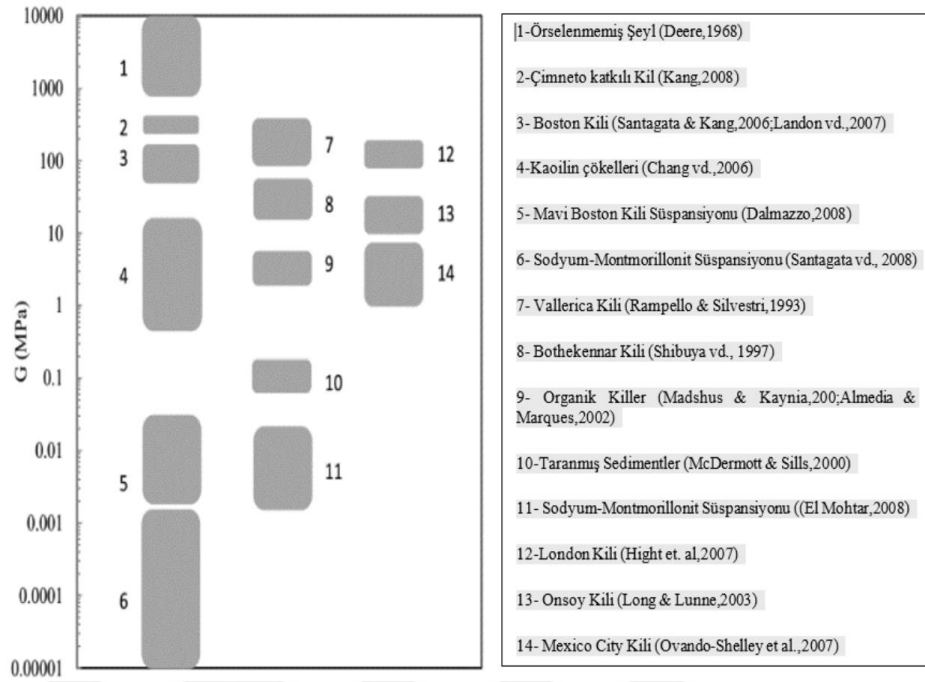 10000
1000
100
10
1
0.1
0.01
0.001
0.0001
0.00001
G (MPa)
1
2
3
4
5
6
7
8
9
10
11
12
13
14
1-Örselenmemiş Şeyl (Deere,1968)
2-Çimneto katkılı Kil (Kang,2008)
3- Boston Kili (Santagata & Kang,2006;Landon vd.,2007)
4-Kaoilin çökelleri (Chang vd.,2006)
5- Mavi Boston Kili Süspansiyonu (Dalmazzo,2008)
6- Sodyum-Montmorillonit Süspansiyonu (Santagata vd., 2008)
7- Vallerica Kili (Rampello & Silvestri,1993)
8- Bothekennar Kili (Shibuya vd., 1997)
9- Organik Killer (Madshus & Kaynia,200;Almedia &
Marques,2002)
10-Taranmış Sedimentler (McDermott & Sills,2000)
11- Sodyum-Montmorillonit Süspansiyonu ((El Mohtar,2008)
12-London Kili (Hight et. al,2007)
13- Onsoy Kili (Long & Lunne,2003)
14- Mexico City Kili (Ovando-Shelley et al.,2007)